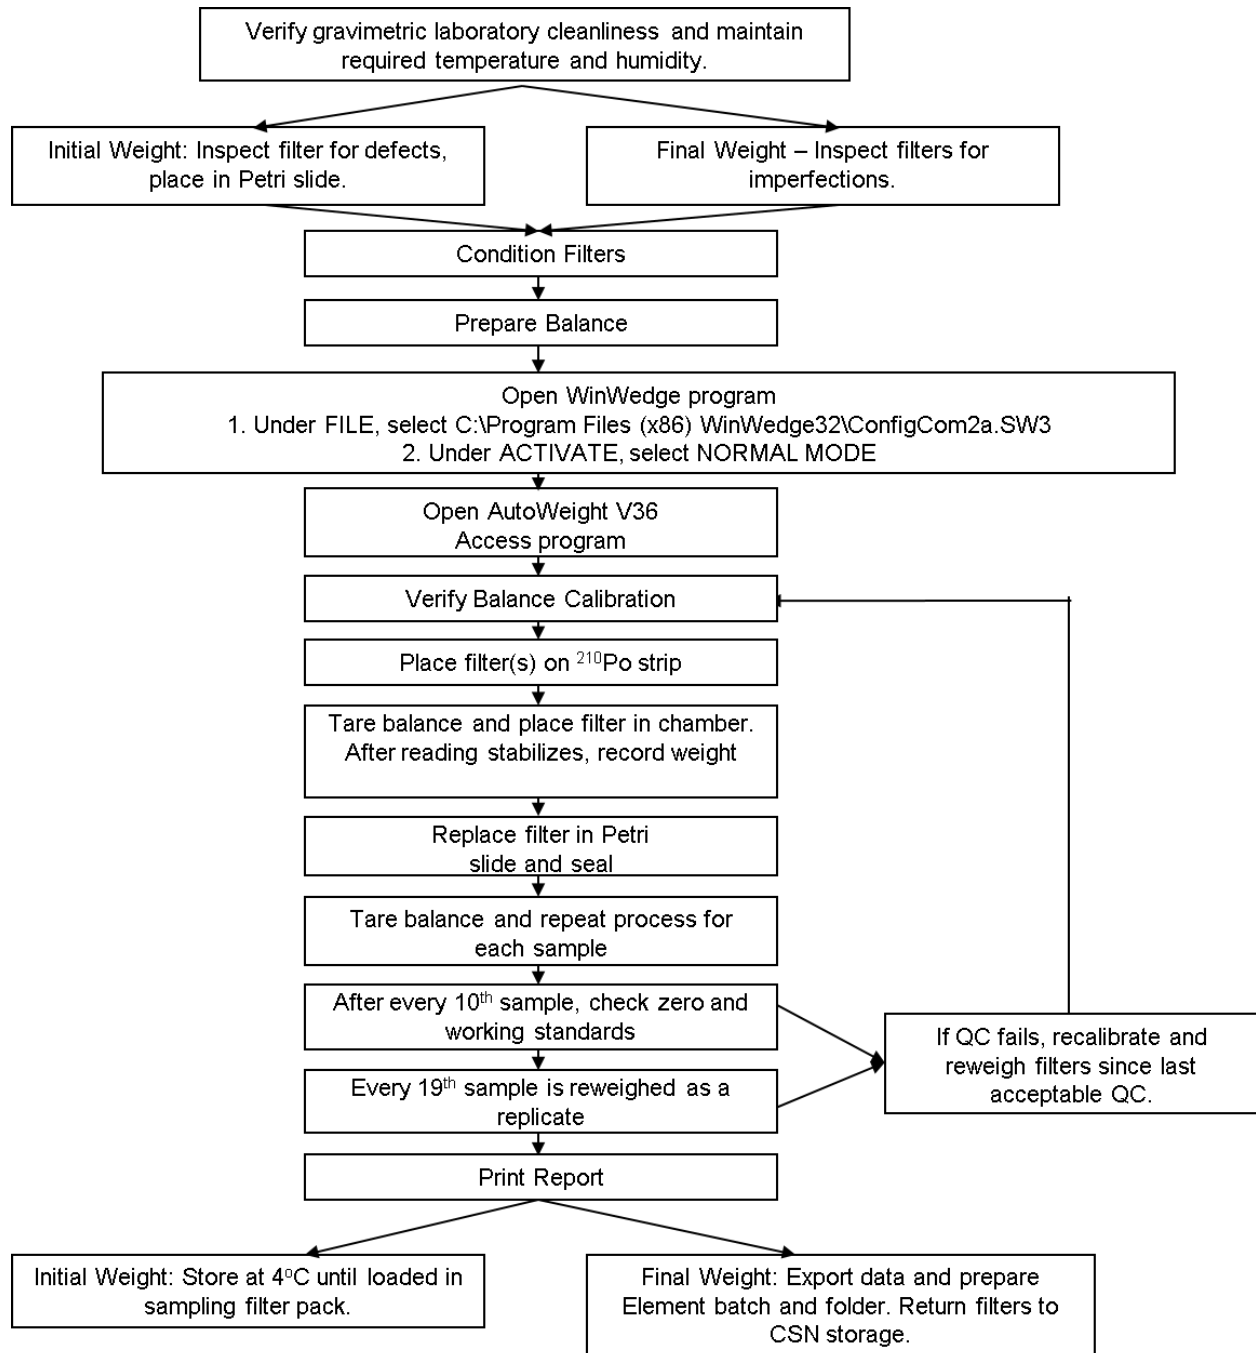 Verify gravimetric laboratory cleanliness and maintain
required temperature and humidity.
Initial Weight: Inspect filter for defects,
place in Petri slide.
Final Weight – Inspect filters for
imperfections.
Condition Filters
Prepare Balance
Open WinWedge program
1. Under FILE, select C:\Program Files (x86) WinWedge32\ConfigCom2a.SW3
2. Under ACTIVATE, select NORMAL MODE
Open AutoWeight V36
Access program
Verify Balance Calibration
Place filter(s) on ²¹⁰Po strip
Tare balance and place filter in chamber.
After reading stabilizes, record weight
Replace filter in Petri
slide and seal
Tare balance and repeat process for
each sample
After every 10th sample, check zero and
working standards
Every 19th sample is reweighed as a
replicate
If QC fails, recalibrate and
reweigh filters since last
acceptable QC.
Print Report
Initial Weight: Store at 4°C until loaded in
sampling filter pack.
Final Weight: Export data and prepare
Element batch and folder. Return filters to
CSN storage.